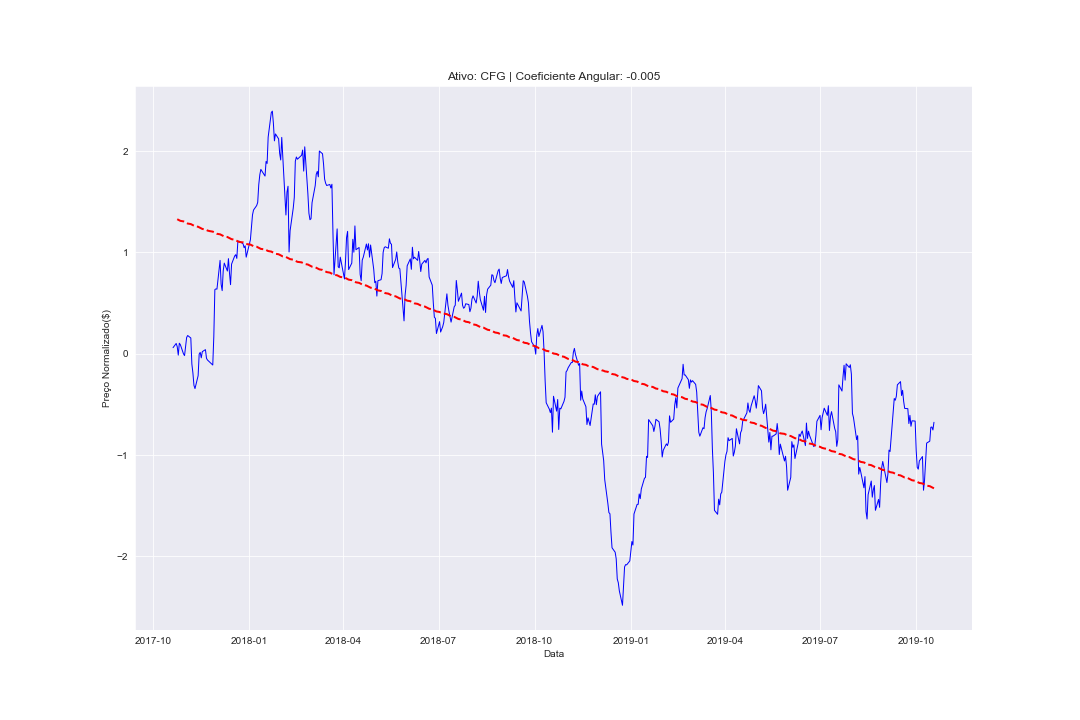 Ativo: CFG | Coeficiente Angular: -0.005
Preço Normalizado($)
2
1
0
−1
−2
2017-10 2018-01 2018-04 2018-07 2018-10 2019-01 2019-04 2019-07 2019-10
Data